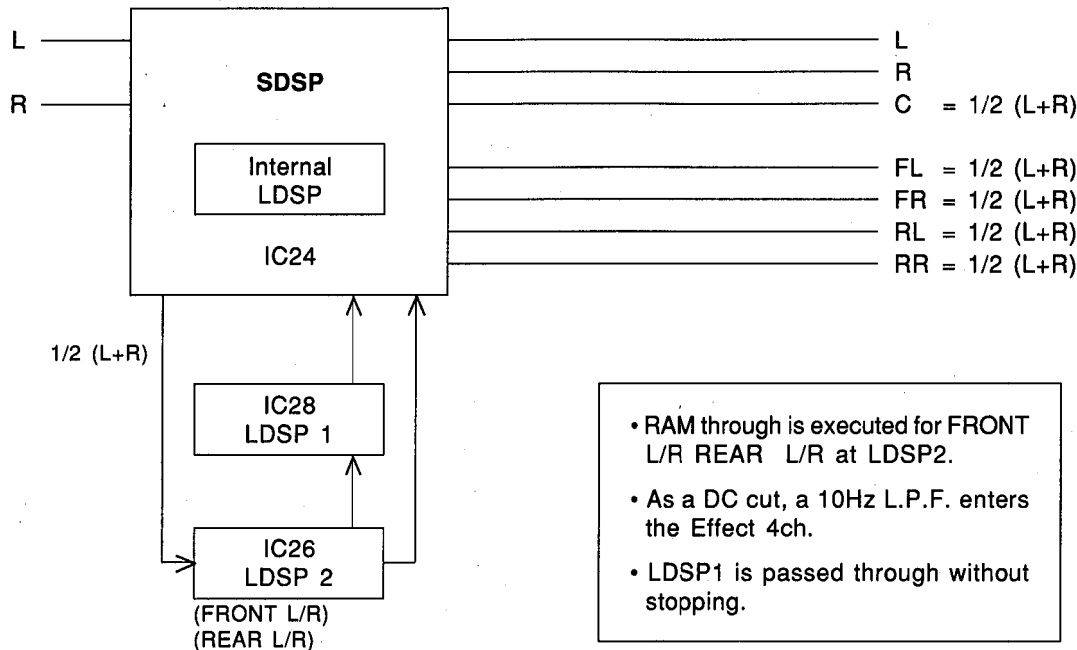 L
R
SDSP
Internal
LDSP
IC24
L
R
C = 1/2 (L+R)
FL = 1/2 (L+R)
FR = 1/2 (L+R)
RL = 1/2 (L+R)
RR = 1/2 (L+R)
1/2 (L+R)
IC28
LDSP 1
IC26
LDSP 2
(FRONT L/R)
(REAR L/R)
• RAM through is executed for FRONT
L/R REAR L/R at LDSP2.
• As a DC cut, a 10Hz L.P.F. enters
the Effect 4ch.
• LDSP1 is passed through without
stopping.